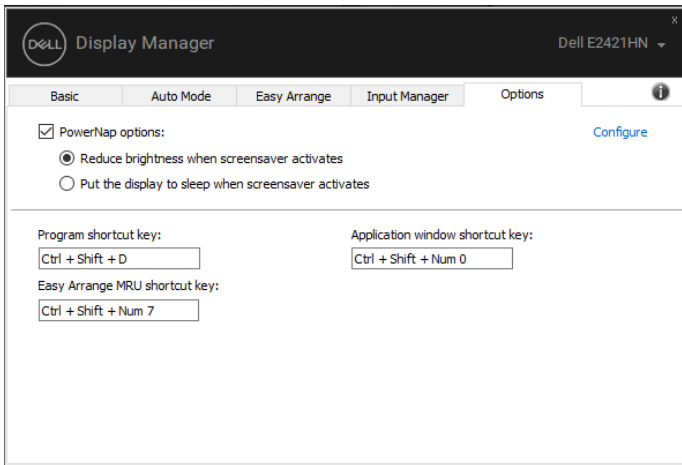 DELL Display Manager
Dell E2421HN
x
Basic Auto Mode Easy Arrange Input Manager Options i
PowerNap options: Configure
Reduce brightness when screensaver activates
Put the display to sleep when screensaver activates
Program shortcut key: Application window shortcut key:
Ctrl + Shift + D Ctrl + Shift + Num 0
Easy Arrange MRU shortcut key:
Ctrl + Shift + Num 7